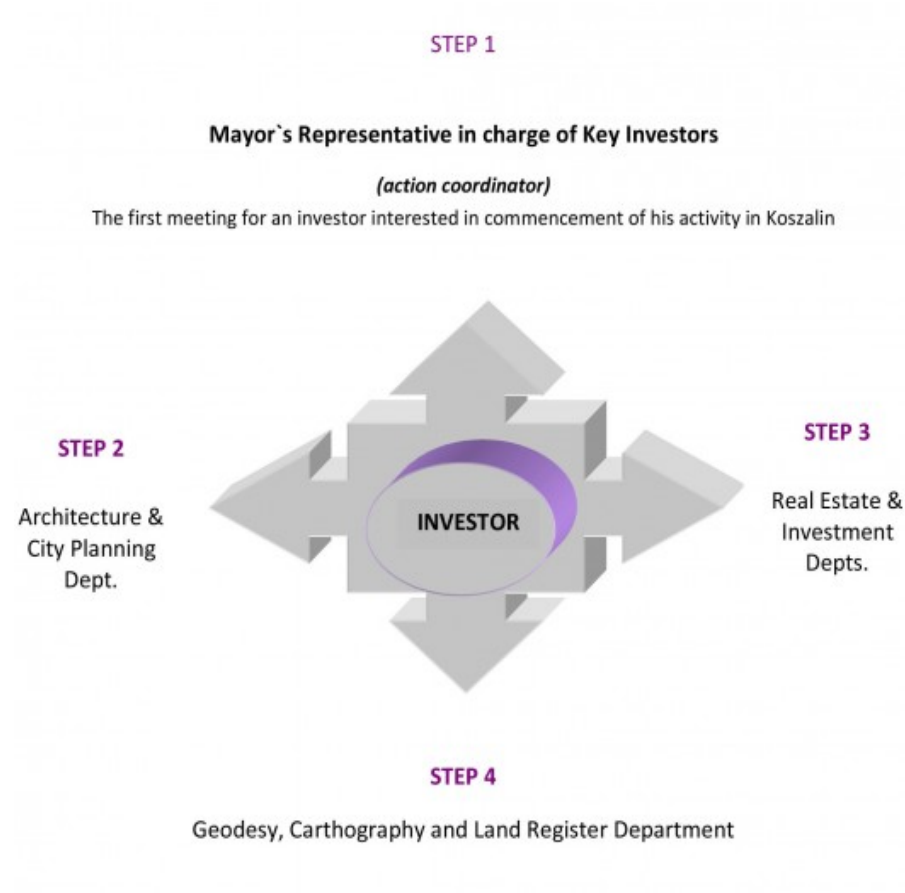 STEP 1
Mayor`s Representative in charge of Key Investors
(action coordinator)
The first meeting for an investor interested in commencement of his activity in Koszalin
STEP 2
Architecture &
City Planning
Dept.
INVESTOR
STEP 3
Real Estate &
Investment
Depts.
STEP 4
Geodesy, Carthography and Land Register Department